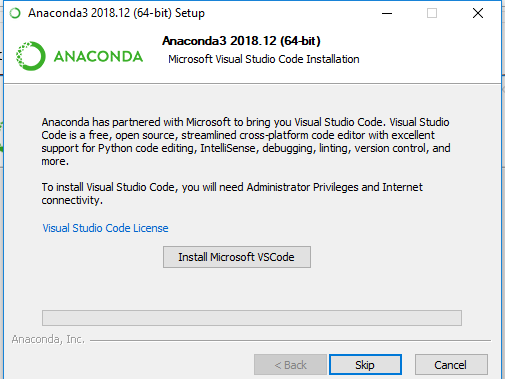 Anaconda3 2018.12 (64-bit) Setup
ANACONDA
Anaconda3 2018.12 (64-bit)
Microsoft Visual Studio Code Installation
Anaconda has partnered with Microsoft to bring you Visual Studio Code. Visual Studio
Code is a free, open source, streamlined cross-platform code editor with excellent
support for Python code editing, IntelliSense, debugging, linting, version control, and
more.
To install Visual Studio Code, you will need Administrator Privileges and Internet
connectivity.
Visual Studio Code License
Install Microsoft VSCode
Anaconda, Inc.
< Back
Skip
Cancel